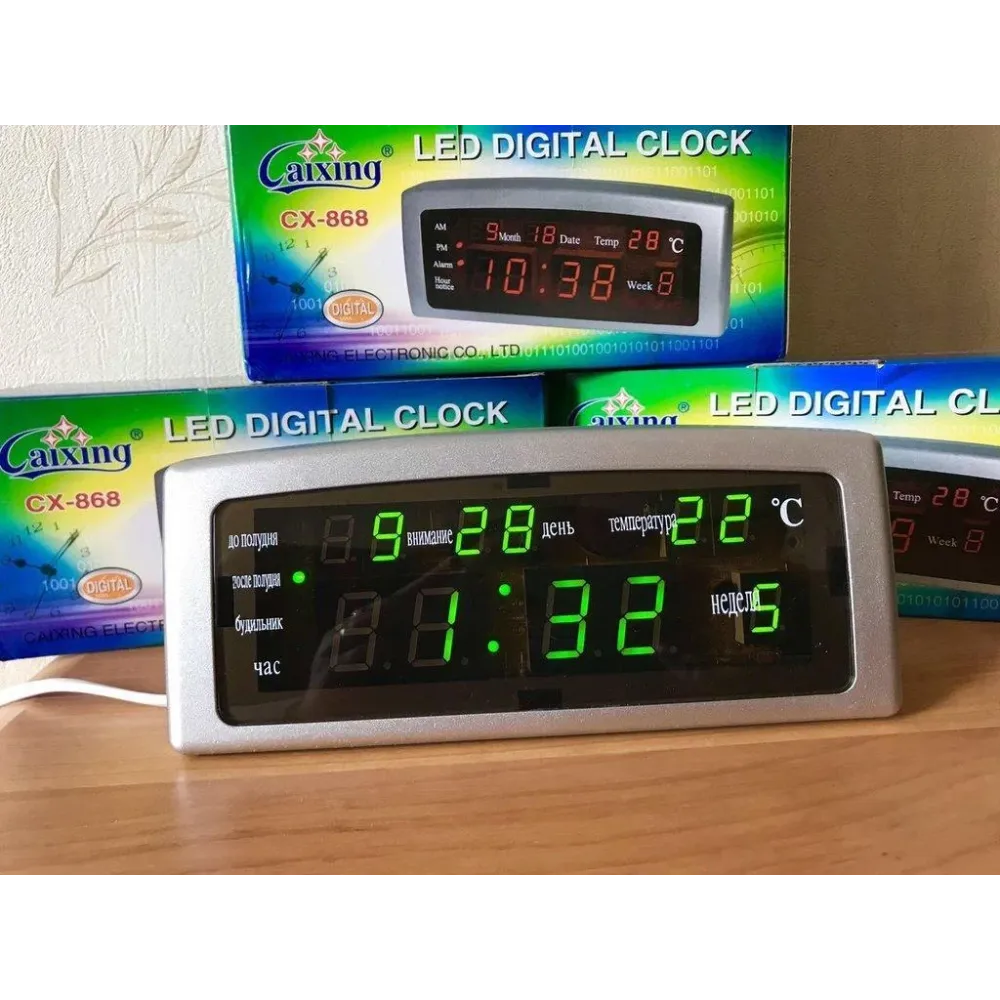 Caixing®
LED DIGITAL CLOCK
CX-868
AM
9 Month 18 Date Temp 28 °C
PM
Alarm
10:38
Hour notice
Week 8
DIGITAL
CAIXING ELECTRONIC CO., LTD
Caixing®
LED DIGITAL CLOCK
CX-868
DIGITAL
CAIXING ELECTR
Caixing
LED DIGITAL CL
Temp 28 °C
Week 8
до полудня
9 внимание 28 день температура 22 °C
после полудня
будильник
1:32
неделя 5
час